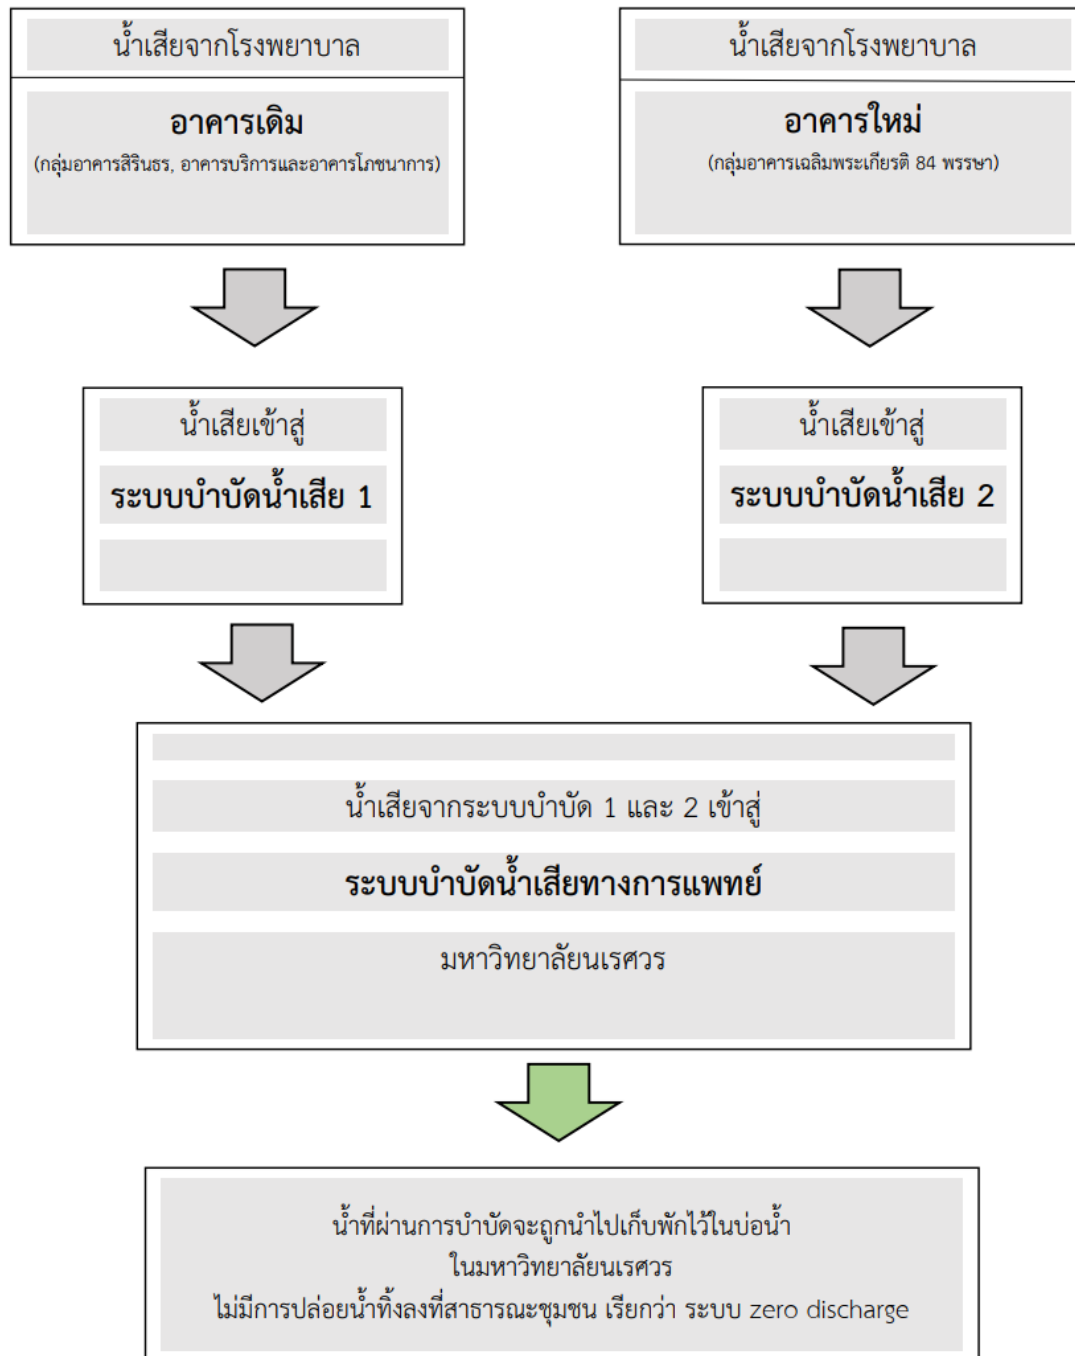 น้ำเสียจากโรงพยาบาล
อาคารเดิม
(กลุ่มอาคารสิรินธร, อาคารบริการและอาคารโภชนาการ)
น้ำเสียจากโรงพยาบาล
อาคารใหม่
(กลุ่มอาคารเฉลิมพระเกียรติ 84 พรรษา)
น้ำเสียเข้าสู่
ระบบบำบัดน้ำเสีย 1
น้ำเสียเข้าสู่
ระบบบำบัดน้ำเสีย 2
น้ำเสียจากระบบบำบัด 1 และ 2 เข้าสู่
ระบบบำบัดน้ำเสียทางการแพทย์
มหาวิทยาลัยนเรศวร
น้ำที่ผ่านการบำบัดจะถูกนำไปเก็บพักไว้ในบ่อน้ำ
ในมหาวิทยาลัยนเรศวร
ไม่มีการปล่อยน้ำทิ้งลงที่สาธารณะชุมชน เรียกว่า ระบบ zero discharge